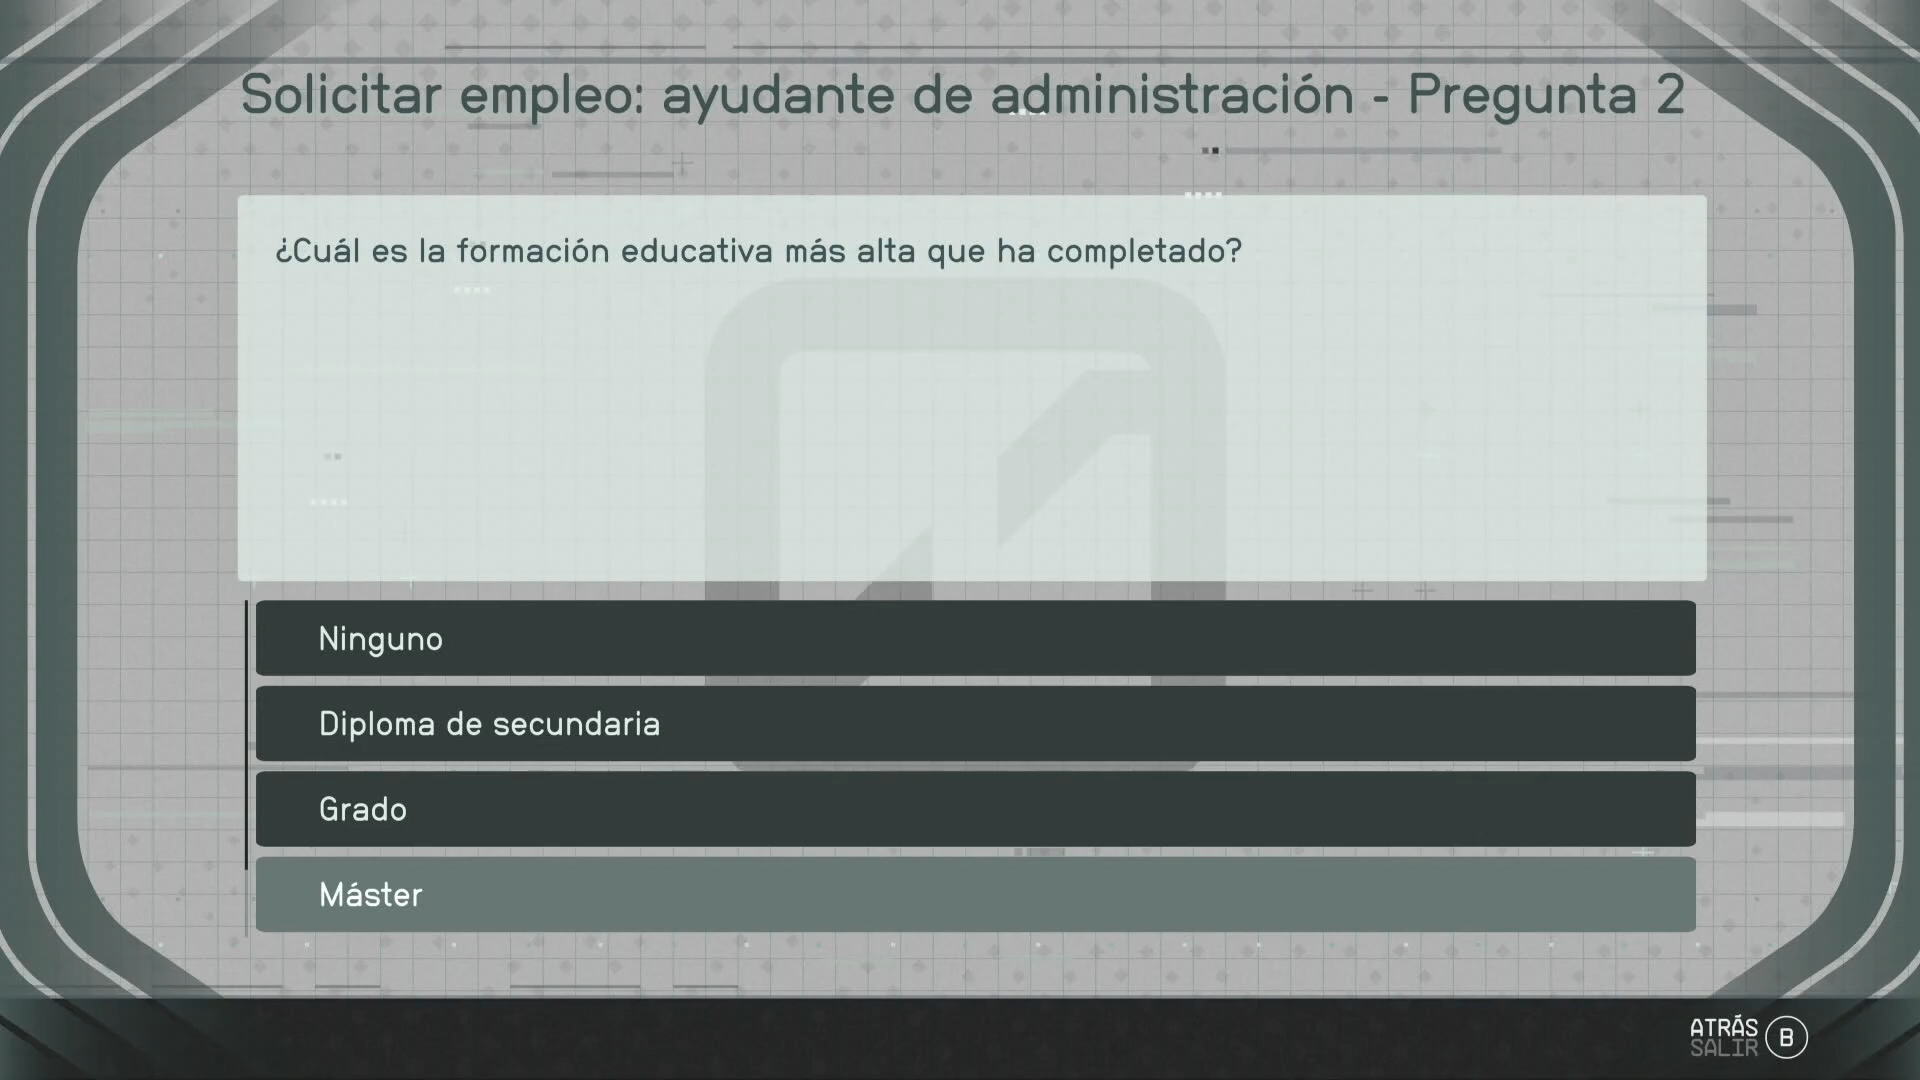 Solicitar empleo: ayudante de administración - Pregunta 2
¿Cuál es la formación educativa más alta que ha completado?
Ninguno
Diploma de secundaria
Grado
Máster
ATRÁS
SALIR
B